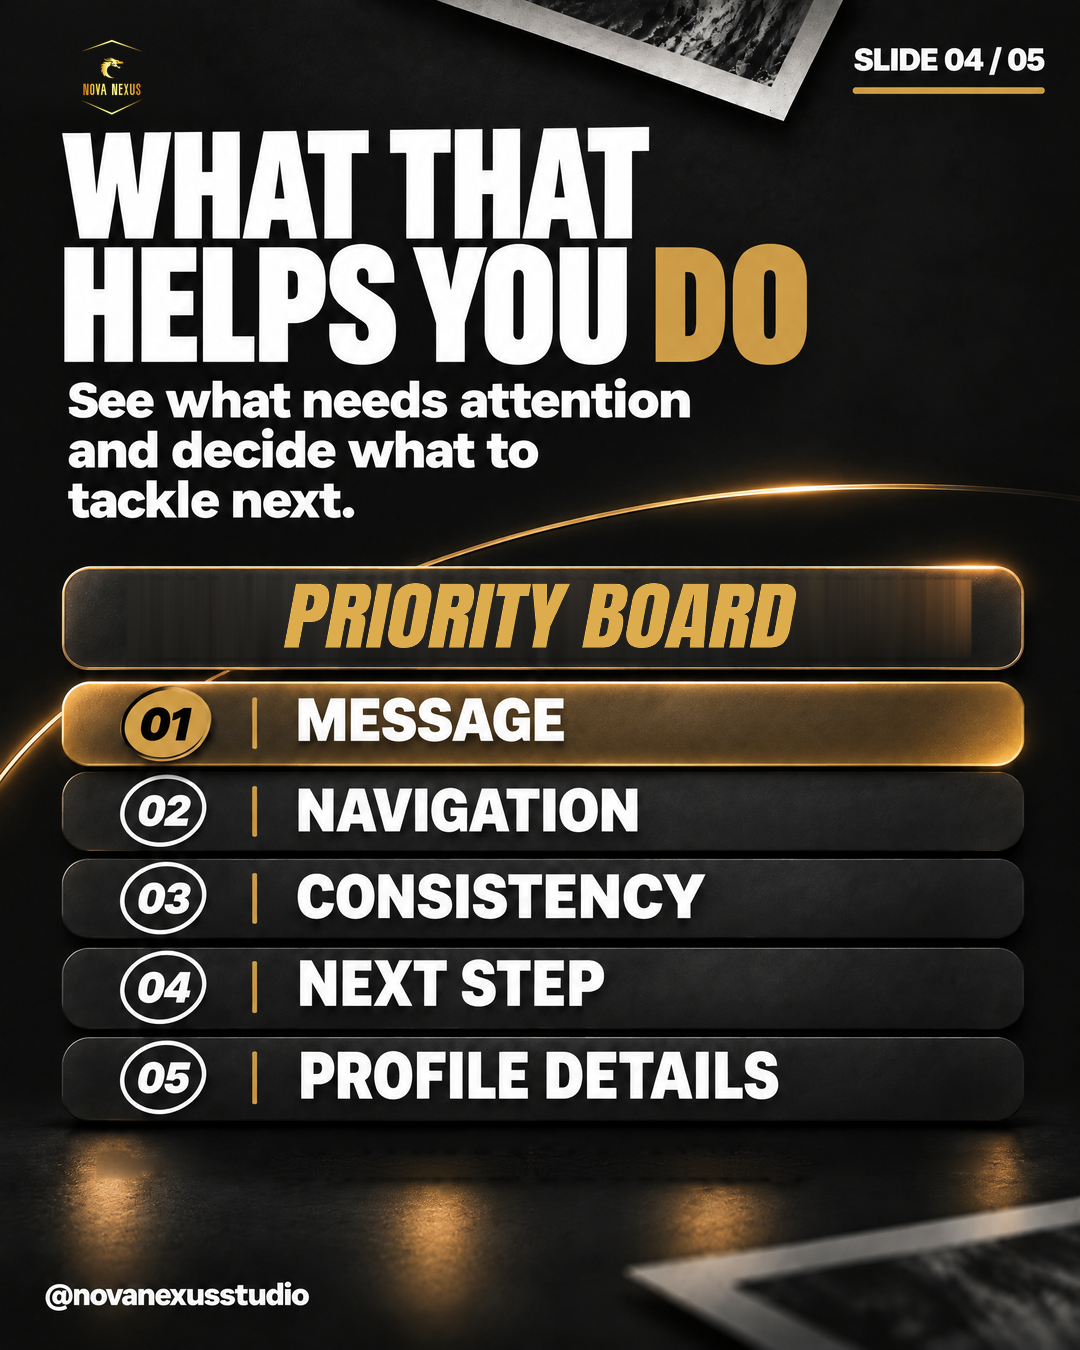 NOVA NEXUS
SLIDE 04 / 05
WHAT THAT
HELPS YOU DO
See what needs attention
and decide what to
tackle next.
PRIORITY BOARD
01 | MESSAGE
02 | NAVIGATION
03 | CONSISTENCY
04 | NEXT STEP
05 | PROFILE DETAILS
@novanexusstudio